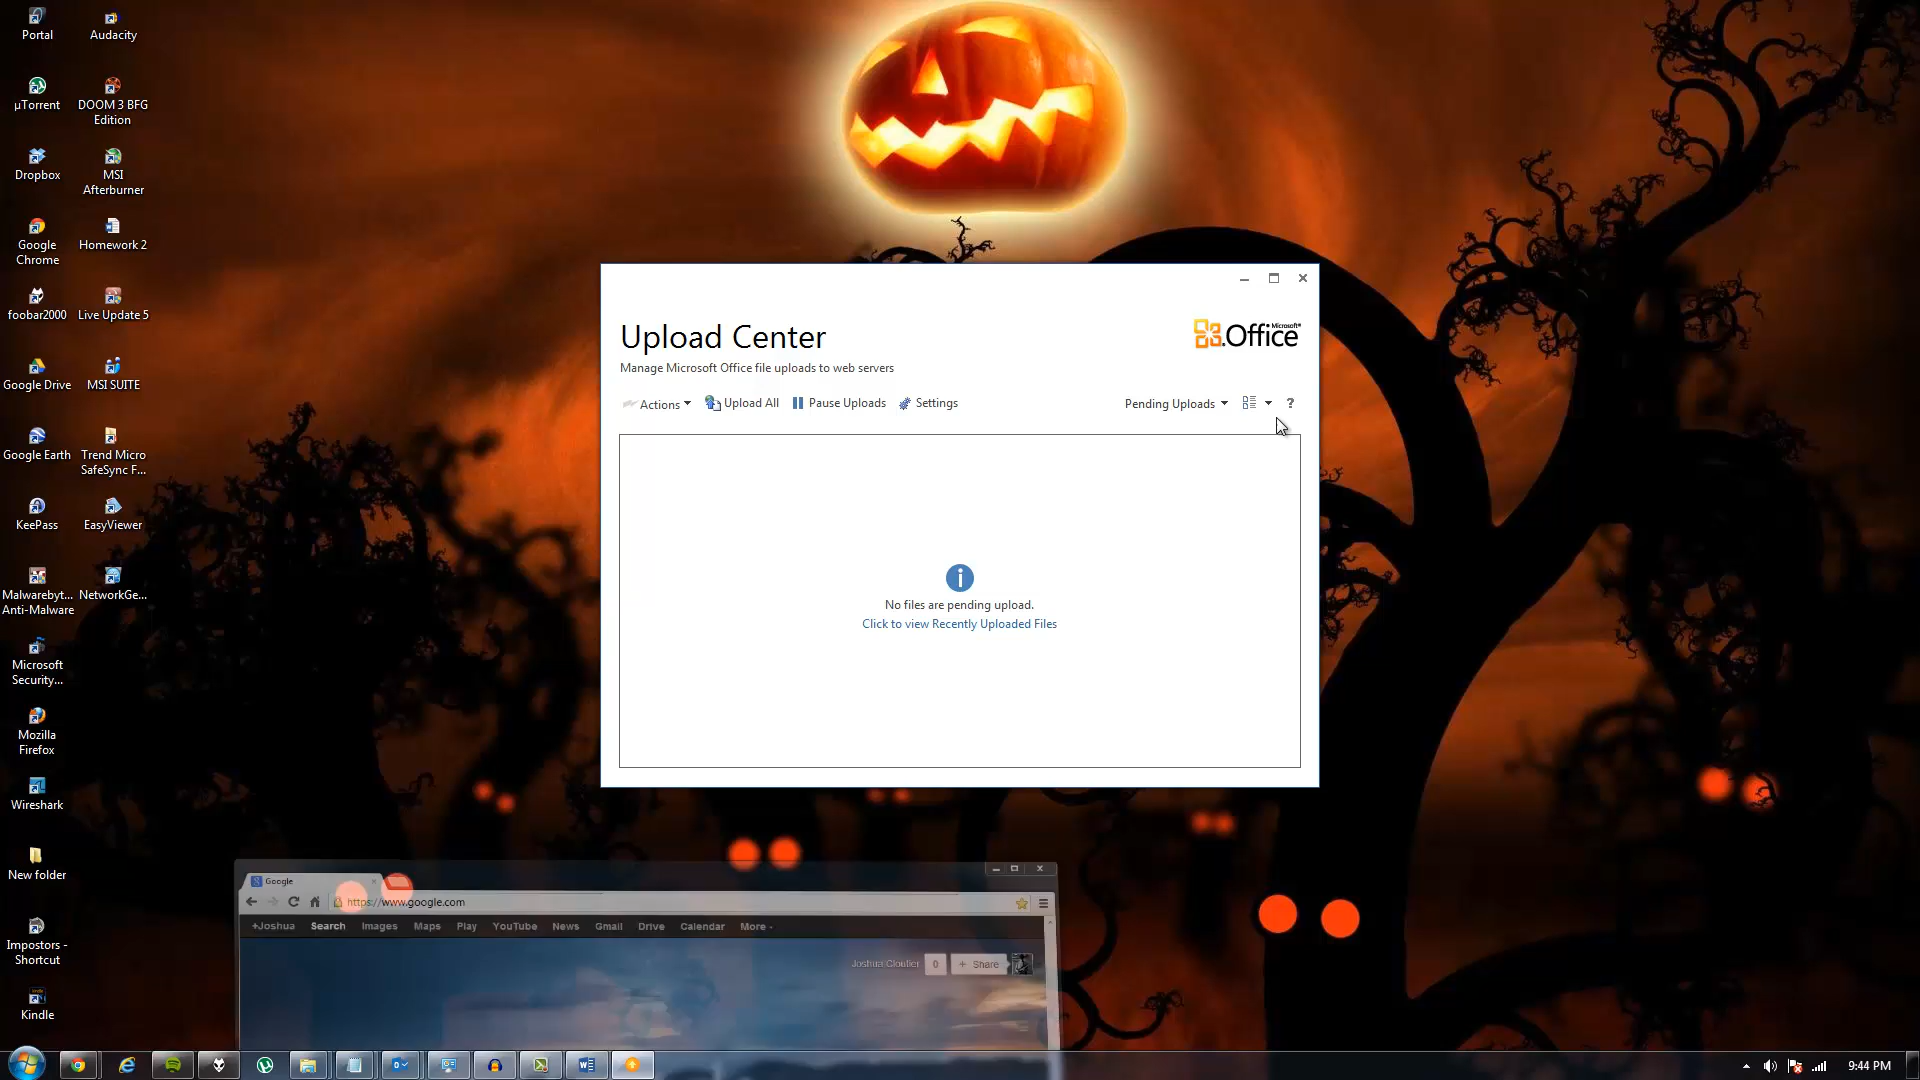 Portal
Audacity
µTorrent
DOOM 3 BFG
Edition
Dropbox
MSI
Afterburner
Google
Chrome
Homework 2
foobar2000
Live Update 5
Google Drive
MSI SUITE
Google Earth
Trend Micro
SafeSync F...
KeePass
EasyViewer
Malwarebyt...
Anti-Malware
NetworkGe...
Microsoft
Security...
Mozilla
Firefox
Wireshark
New folder
Impostors -
Shortcut
Kindle
Upload Center
Microsoft Office
Manage Microsoft Office file uploads to web servers
Actions Upload All Pause Uploads Settings Pending Uploads ?
No files are pending upload.
Click to view Recently Uploaded Files
Google
https://www.google.com
+Joshua Search Images Maps Play YouTube News Gmail Drive Calendar More
Joshua Cloutier 0 + Share
9:44 PM